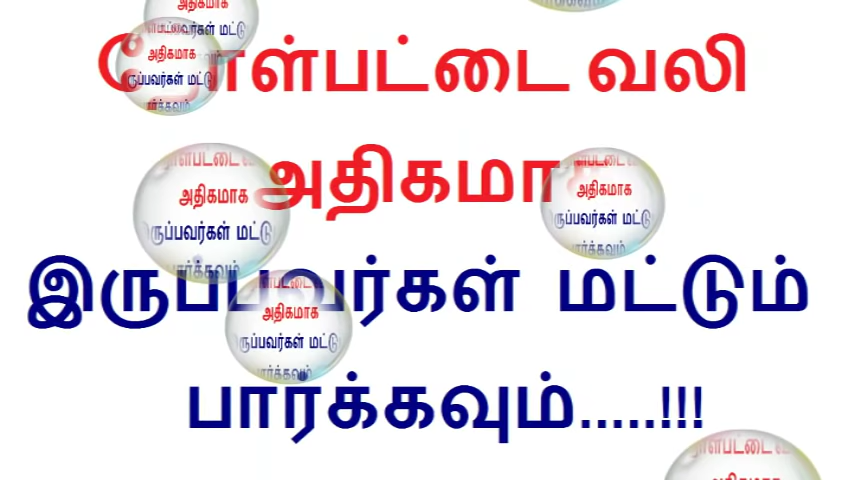 தோள்பட்டை வலி
அதிகமாக
இருப்பவர்கள் மட்டும்
பார்க்கவும்.....!!!